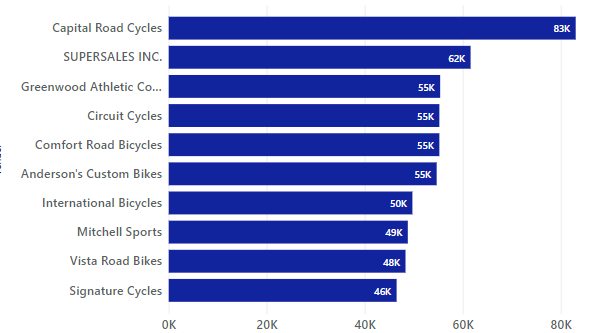 Capital Road Cycles 83K
SUPERSALES INC. 62K
Greenwood Athletic Co... 55K
Circuit Cycles 55K
Comfort Road Bicycles 55K
Anderson's Custom Bikes 55K
International Bicycles 50K
Mitchell Sports 49K
Vista Road Bikes 48K
Signature Cycles 46K
0K 20K 40K 60K 80K